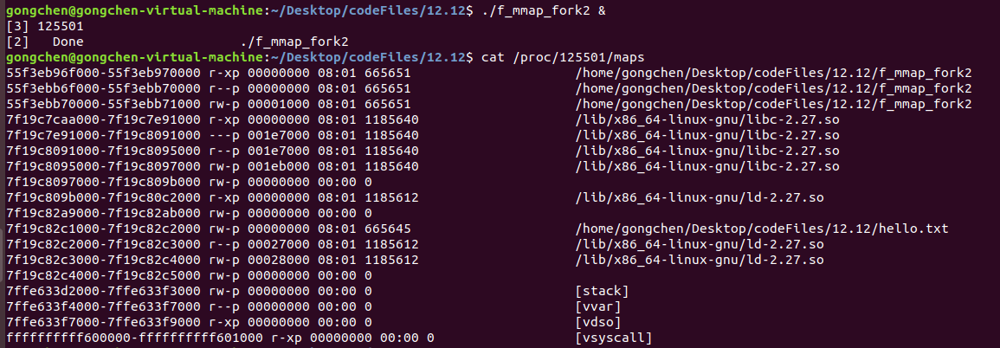 gongchen@gongchen-virtual-machine:~/Desktop/codeFiles/12.12$ ./f_mmap_fork2 &
[3] 125501
[2]   Done                    ./f_mmap_fork2
gongchen@gongchen-virtual-machine:~/Desktop/codeFiles/12.12$ cat /proc/125501/maps
55f3eb96f000-55f3eb970000 r-xp 00000000 08:01 665651                     /home/gongchen/Desktop/codeFiles/12.12/f_mmap_fork2
55f3ebb6f000-55f3ebb70000 r--p 00000000 08:01 665651                     /home/gongchen/Desktop/codeFiles/12.12/f_mmap_fork2
55f3ebb70000-55f3ebb71000 rw-p 00001000 08:01 665651                     /home/gongchen/Desktop/codeFiles/12.12/f_mmap_fork2
7f19c7caa000-7f19c7e91000 r-xp 00000000 08:01 1185640                    /lib/x86_64-linux-gnu/libc-2.27.so
7f19c7e91000-7f19c8091000 ---p 001e7000 08:01 1185640                    /lib/x86_64-linux-gnu/libc-2.27.so
7f19c8091000-7f19c8095000 r--p 001e7000 08:01 1185640                    /lib/x86_64-linux-gnu/libc-2.27.so
7f19c8095000-7f19c8097000 rw-p 001eb000 08:01 1185640                    /lib/x86_64-linux-gnu/libc-2.27.so
7f19c8097000-7f19c809b000 rw-p 00000000 00:00 0
7f19c809b000-7f19c80c2000 r-xp 00000000 08:01 1185612                    /lib/x86_64-linux-gnu/ld-2.27.so
7f19c82a9000-7f19c82ab000 rw-p 00000000 00:00 0
7f19c82c1000-7f19c82c2000 rw-p 00000000 08:01 665645                     /home/gongchen/Desktop/codeFiles/12.12/hello.txt
7f19c82c2000-7f19c82c3000 r--p 00027000 08:01 1185612                    /lib/x86_64-linux-gnu/ld-2.27.so
7f19c82c3000-7f19c82c4000 rw-p 00028000 08:01 1185612                    /lib/x86_64-linux-gnu/ld-2.27.so
7f19c82c4000-7f19c82c5000 rw-p 00000000 00:00 0
7ffe633d2000-7ffe633f3000 rw-p 00000000 00:00 0                          [stack]
7ffe633f4000-7ffe633f7000 r--p 00000000 00:00 0                          [vvar]
7ffe633f7000-7ffe633f9000 r-xp 00000000 00:00 0                          [vdso]
ffffffffff600000-ffffffffff601000 r-xp 00000000 00:00 0                  [vsyscall]